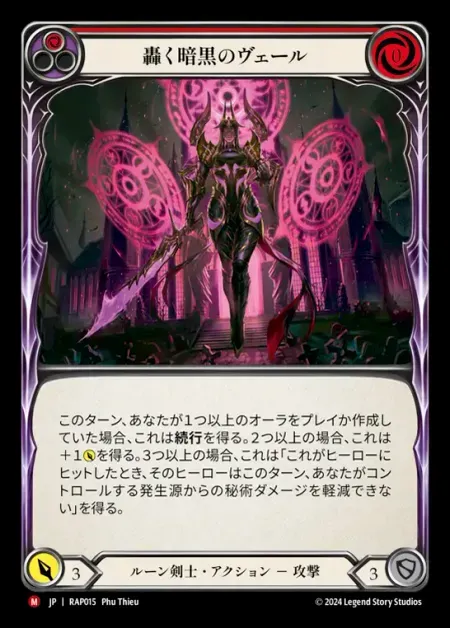 轟く暗黒のヴェール
0
このターン、あなたが1つ以上のオーラをプレイか作成
していた場合、これは続行を得る。2つ以上の場合、これは
+1を得る。3つ以上の場合、これは「これがヒーローに
ヒットしたとき、そのヒーローはこのターン、あなたがコ
ントロールする発生源からの秘術ダメージを軽減できな
い」を得る。
3 ルーン剣士・アクション − 攻撃 3
M JP | RAP015 Phu Thieu © 2024 Legend Story Studios